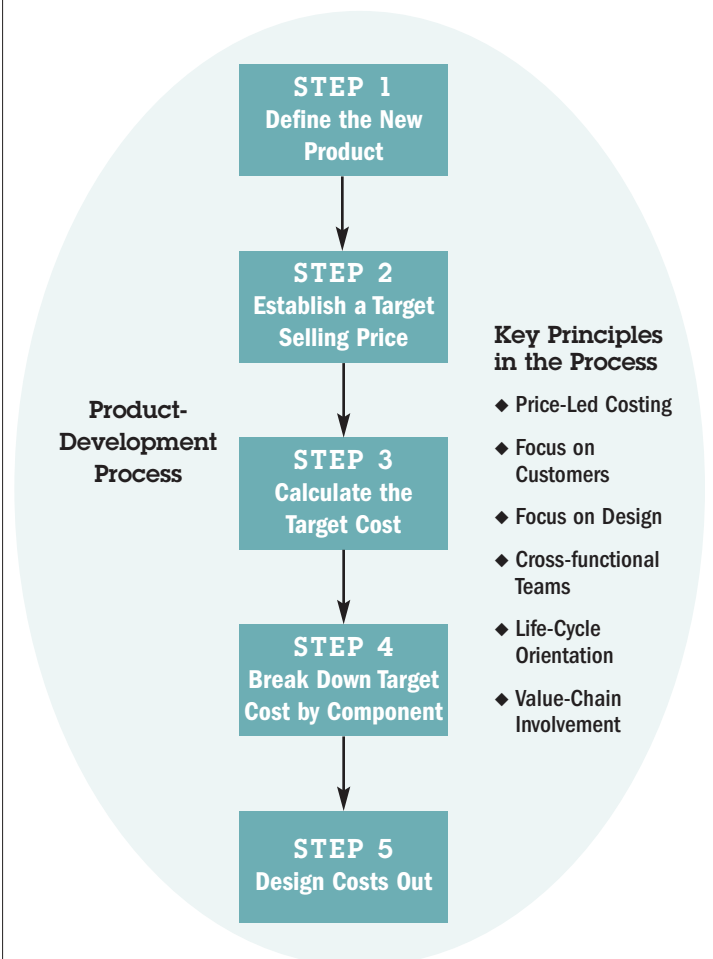 STEP 1
Define the New
Product
STEP 2
Establish a Target
Selling Price
STEP 3
Calculate the
Target Cost
STEP 4
Break Down Target
Cost by Component
STEP 5
Design Costs Out
Product-
Development
Process
Key Principles
in the Process
◆ Price-Led Costing
◆ Focus on
Customers
◆ Focus on Design
◆ Cross-functional
Teams
◆ Life-Cycle
Orientation
◆ Value-Chain
Involvement